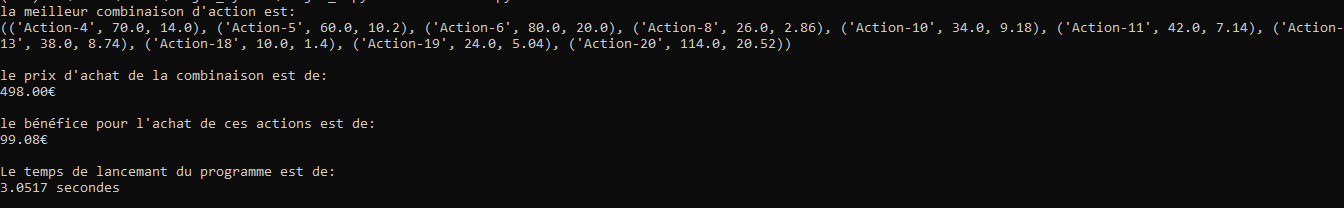 la meilleur combinaison d'action est:
(('Action-4', 70.0, 14.0), ('Action-5', 60.0, 10.2), ('Action-6', 80.0, 20.0), ('Action-8', 26.0, 2.86), ('Action-10', 34.0, 9.18), ('Action-11', 42.0, 7.14), ('Action-
13', 38.0, 8.74), ('Action-18', 10.0, 1.4), ('Action-19', 24.0, 5.04), ('Action-20', 114.0, 20.52))
le prix d'achat de la combinaison est de:
498.00€
le bénéfice pour l'achat de ces actions est de:
99.08€
Le temps de lancemant du programme est de:
3.0517 secondes